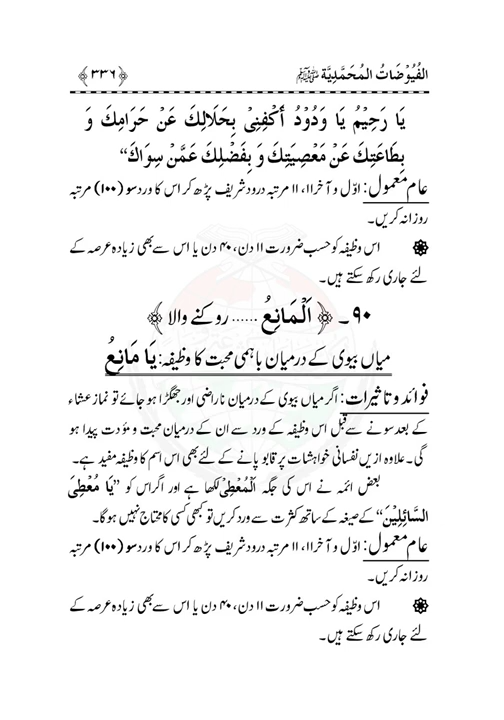 الفُيُوْضَاتُ المُحَمَّدِيَّة ﷺ
﴿۳۳۶﴾
يَا رَحِيْمُ يَا وَدُوْدُ أَكْفِنِيْ بِحَلَالِكَ عَنْ حَرَامِكَ وَ
بِطَاعَتِكَ عَنْ مَعْصِيَتِكَ وَ بِفَضْلِكَ عَمَّنْ سِوَاكَ“
عام معمول: اوّل و آخر ۱۱، ۱۱ مرتبہ درود شریف پڑھ کر اس کا ورد سو (۱۰۰) مرتبہ
روزانہ کریں۔
اس وظیفہ کو حسب ضرورت ۱۱ دن، ۴۰ دن یا اس سے بھی زیادہ عرصہ کے
لئے جاری رکھ سکتے ہیں۔
۹۰۔ ﴿ اَلْمَانِعُ ...... روکنے والا ﴾
میاں بیوی کے درمیان باہمی محبت کا وظیفہ: يَا مَانِعُ
فوائد و تاثیرات: اگر میاں بیوی کے درمیان ناراضی اور جھگڑا ہو جائے تو نماز عشاء
کے بعد سونے سے قبل اس وظیفہ کے ورد سے ان کے درمیان محبت و مؤدت پیدا ہو
گی۔ علاوہ ازیں نفسانی خواہشات پر قابو پانے کے لئے بھی اس اسم کا وظیفہ مفید ہے۔
بعض ائمہ نے اس کی جگہ اَلْمُعْطِيْ لکھا ہے اور اگر اس کو ”يَا مُعْطِيَ
السَّائِلِيْنَ“ کے صیغہ کے ساتھ کثرت سے ورد کریں تو کبھی کسی کا محتاج نہیں ہوگا۔
عام معمول: اوّل و آخر ۱۱، ۱۱ مرتبہ درود شریف پڑھ کر اس کا ورد سو (۱۰۰) مرتبہ
روزانہ کریں۔
اس وظیفہ کو حسب ضرورت ۱۱ دن، ۴۰ دن یا اس سے بھی زیادہ عرصہ کے
لئے جاری رکھ سکتے ہیں۔